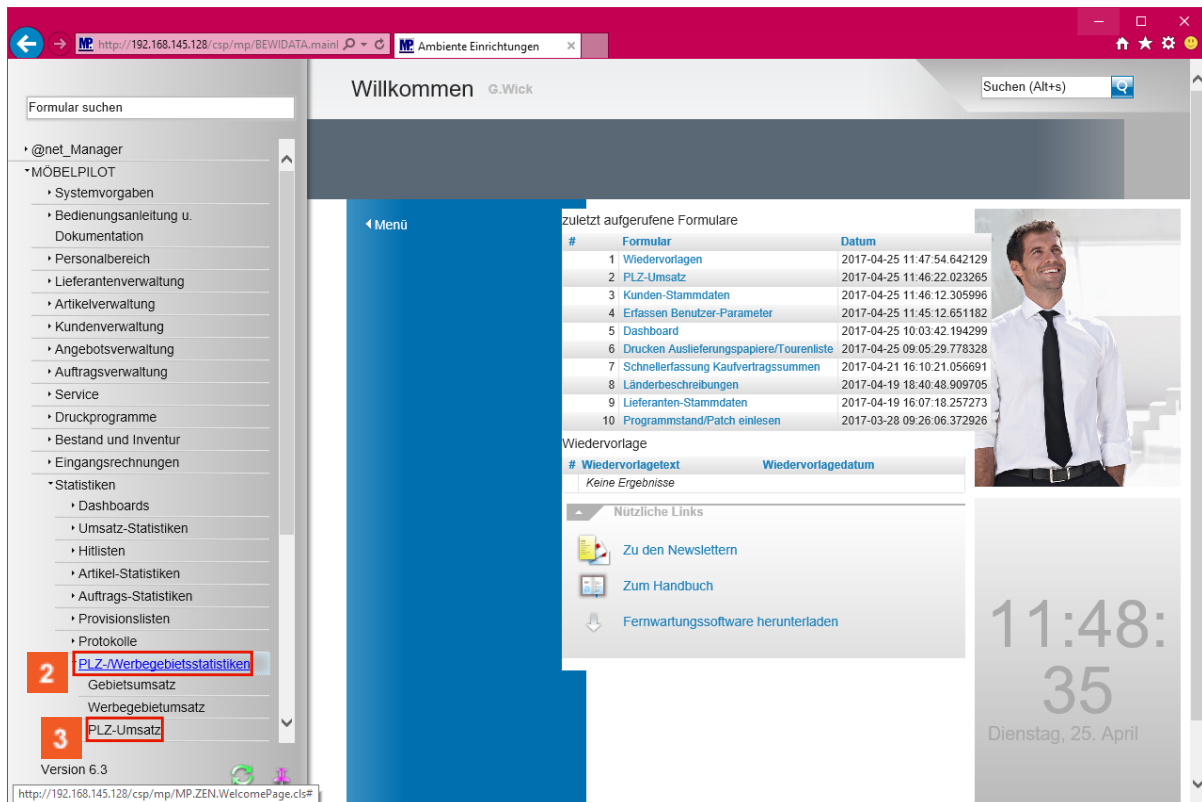 http://192.168.145.128/csp/mp/BEWIDATA.mainl
MP Ambiente Einrichtungen
Willkommen G.Wick
Suchen (Alt+s)
Formular suchen
@net_Manager
MÖBELPILOT
Systemvorgaben
Bedienungsanleitung u.
Dokumentation
Personalbereich
Lieferantenverwaltung
Artikelverwaltung
Kundenverwaltung
Angebotsverwaltung
Auftragsverwaltung
Service
Druckprogramme
Bestand und Inventur
Eingangsrechnungen
Statistiken
Dashboards
Umsatz-Statistiken
Hitlisten
Artikel-Statistiken
Auftrags-Statistiken
Provisionslisten
Protokolle
2 PLZ-/Werbegebietsstatistiken
Gebietsumsatz
Werbegebietumsatz
3 PLZ-Umsatz
Version 6.3
http://192.168.145.128/csp/mp/MP.ZEN.WelcomePage.cls#
Menü
zuletzt aufgerufene Formulare
# Formular Datum
1 Wiedervorlagen 2017-04-25 11:47:54.642129
2 PLZ-Umsatz 2017-04-25 11:46:22.023265
3 Kunden-Stammdaten 2017-04-25 11:46:12.305996
4 Erfassen Benutzer-Parameter 2017-04-25 11:45:12.651182
5 Dashboard 2017-04-25 10:03:42.194299
6 Drucken Auslieferungspapiere/Tourenliste 2017-04-25 09:05:29.778328
7 Schnellerfassung Kaufvertragssummen 2017-04-21 16:10:21.056691
8 Länderbeschreibungen 2017-04-19 18:40:48.909705
9 Lieferanten-Stammdaten 2017-04-19 16:07:18.257273
10 Programmstand/Patch einlesen 2017-03-28 09:26:06.372926
Wiedervorlage
# Wiedervorlagetext Wiedervorlagedatum
Keine Ergebnisse
Nützliche Links
Zu den Newslettern
Zum Handbuch
Fernwartungssoftware herunterladen
11:48:
35
Dienstag, 25. April